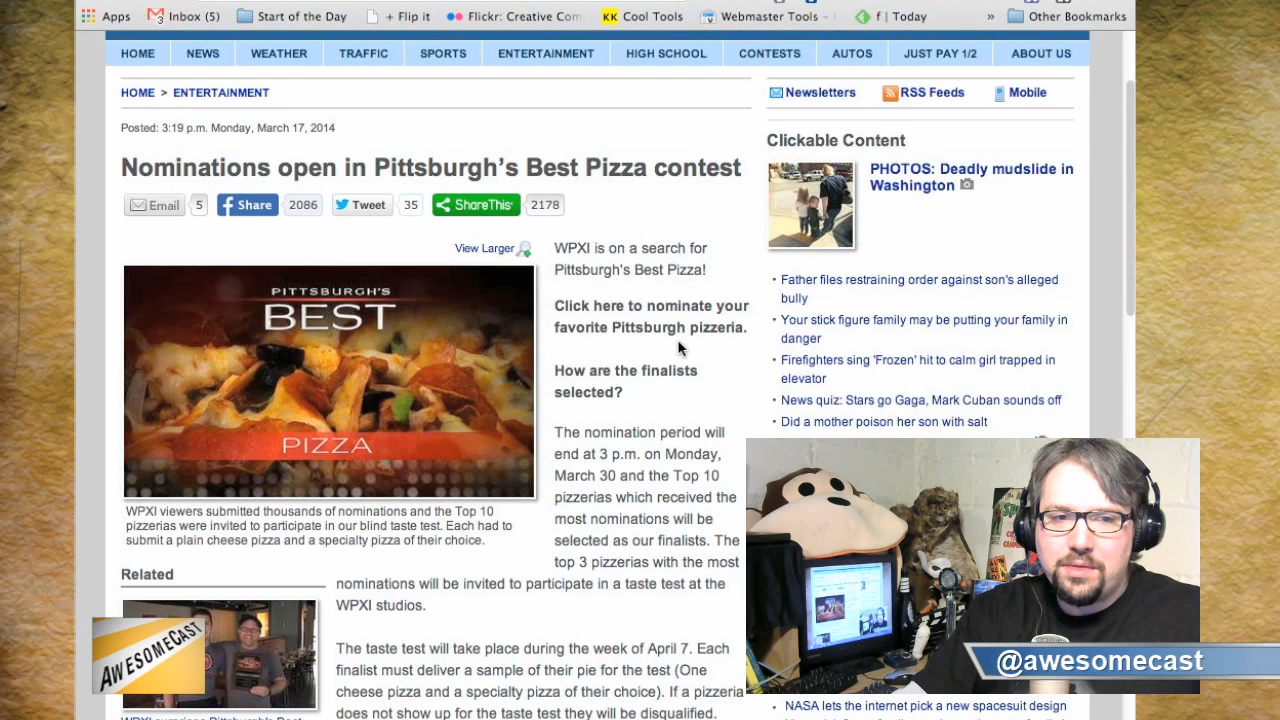 Apps
Inbox (5)
Start of the Day
+ Flip it
Flickr: Creative Com
KK Cool Tools
Webmaster Tools -
f | Today
»
Other Bookmarks
HOME NEWS WEATHER TRAFFIC SPORTS ENTERTAINMENT HIGH SCHOOL CONTESTS AUTOS JUST PAY 1/2 ABOUT US
HOME > ENTERTAINMENT
Newsletters RSS Feeds Mobile
Posted: 3:19 p.m. Monday, March 17, 2014
Nominations open in Pittsburgh's Best Pizza contest
Email 5 Share 2086 Tweet 35 ShareThis 2178
View Larger
PITTSBURGH'S
BEST
PIZZA
WPXI viewers submitted thousands of nominations and the Top 10
pizzerias were invited to participate in our blind taste test. Each had to
submit a plain cheese pizza and a specialty pizza of their choice.
Related
AWESOMECAST
WPXI is on a search for
Pittsburgh's Best Pizza!
Click here to nominate your
favorite Pittsburgh pizzeria.
How are the finalists
selected?
The nomination period will
end at 3 p.m. on Monday,
March 30 and the Top 10
pizzerias which received the
most nominations will be
selected as our finalists. The
top 3 pizzerias with the most
nominations will be invited to participate in a taste test at the
WPXI studios.
The taste test will take place during the week of April 7. Each
finalist must deliver a sample of their pie for the test (One
cheese pizza and a specialty pizza of their choice). If a pizzeria
does not show up for the taste test they will be disqualified.
Clickable Content
PHOTOS: Deadly mudslide in
Washington
• Father files restraining order against son's alleged
bully
• Your stick figure family may be putting your family in
danger
• Firefighters sing 'Frozen' hit to calm girl trapped in
elevator
• News quiz: Stars go Gaga, Mark Cuban sounds off
• Did a mother poison her son with salt
@awesomecast
• NASA lets the internet pick a new spacesuit design